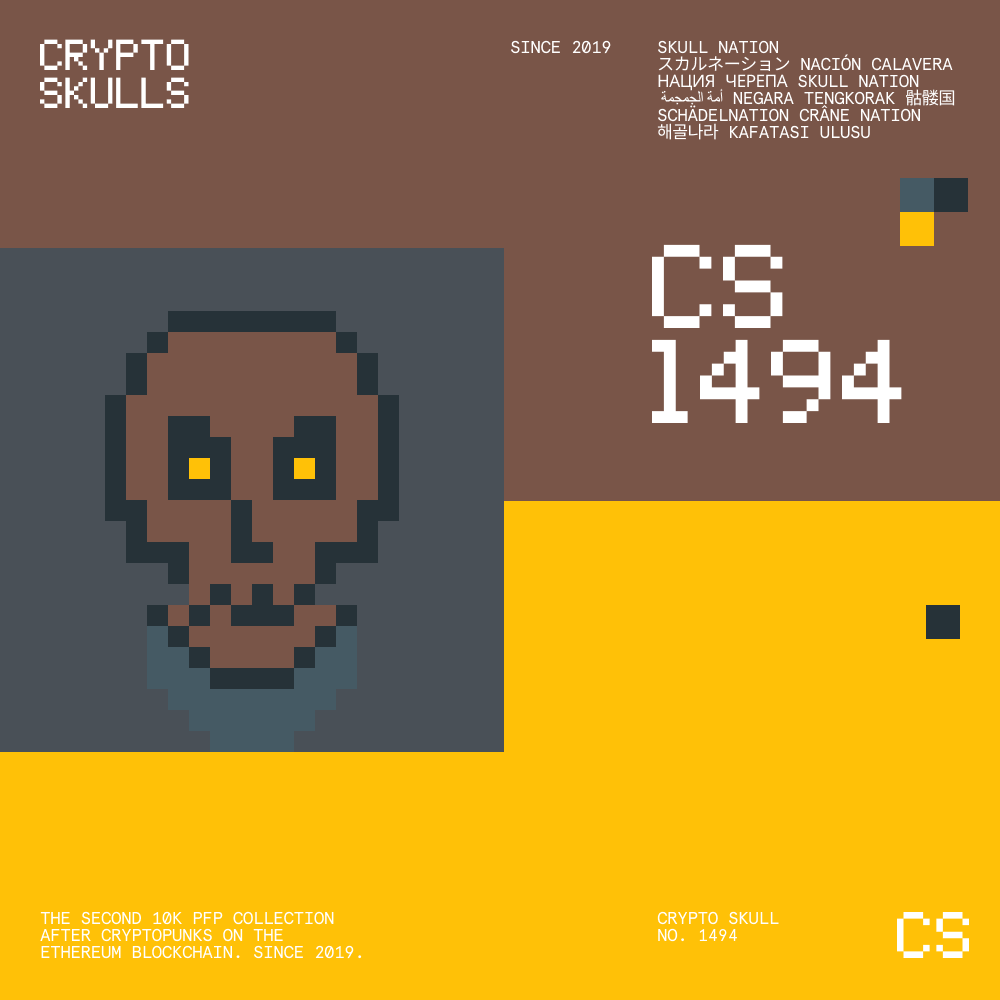 CRYPTO
SKULLS
SINCE 2019
SKULL NATION
スカルネーション NACIÓN CALAVERA
НАЦИЯ ЧЕРЕПА SKULL NATION
أمة الجمجمة NEGARA TENGKORAK 骷髅国
SCHÄDELNATION CRÂNE NATION
해골나라 KAFATASI ULUSU
CS
1494
THE SECOND 10K PFP COLLECTION
AFTER CRYPTOPUNKS ON THE
ETHEREUM BLOCKCHAIN. SINCE 2019.
CRYPTO SKULL
NO. 1494
CS